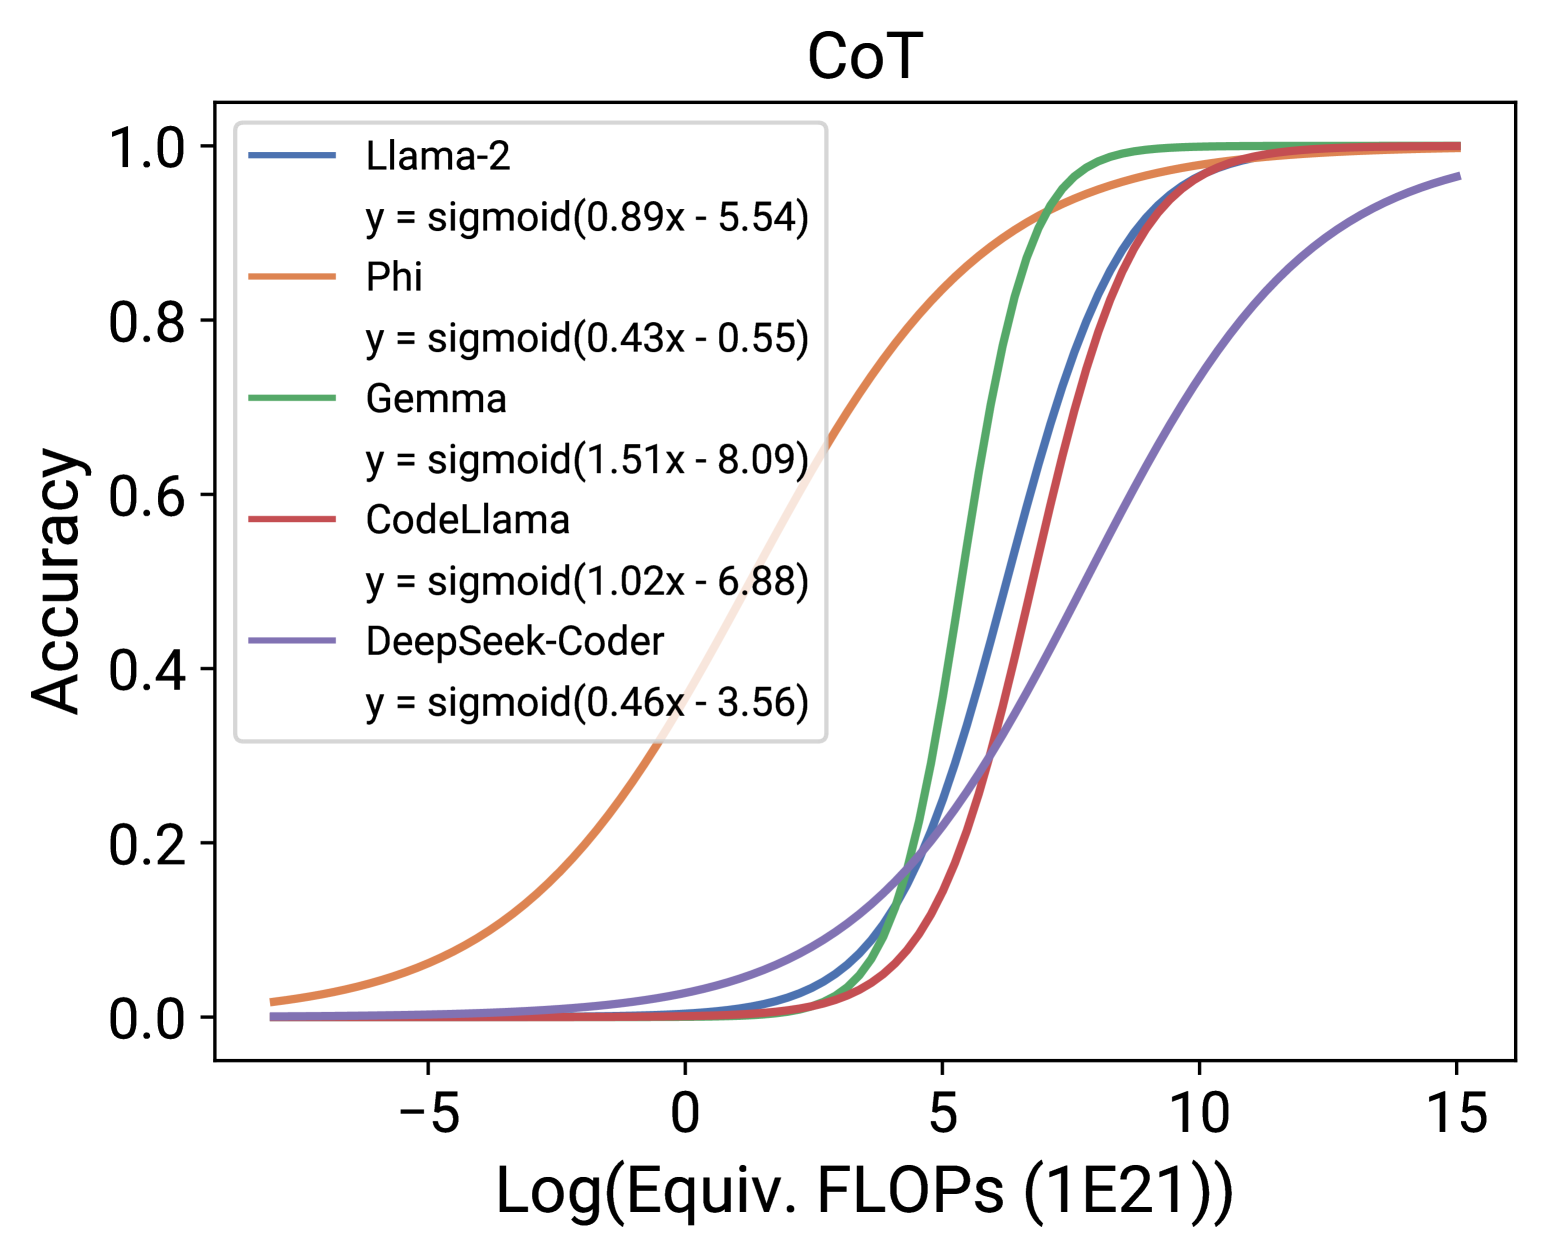 CoT
Llama-2
y = sigmoid(0.89x - 5.54)
Phi
y = sigmoid(0.43x - 0.55)
Gemma
y = sigmoid(1.51x - 8.09)
CodeLlama
y = sigmoid(1.02x - 6.88)
DeepSeek-Coder
y = sigmoid(0.46x - 3.56)
Accuracy
1.0
0.8
0.6
0.4
0.2
0.0
−5 0 5 10 15
Log(Equiv. FLOPs (1E21))